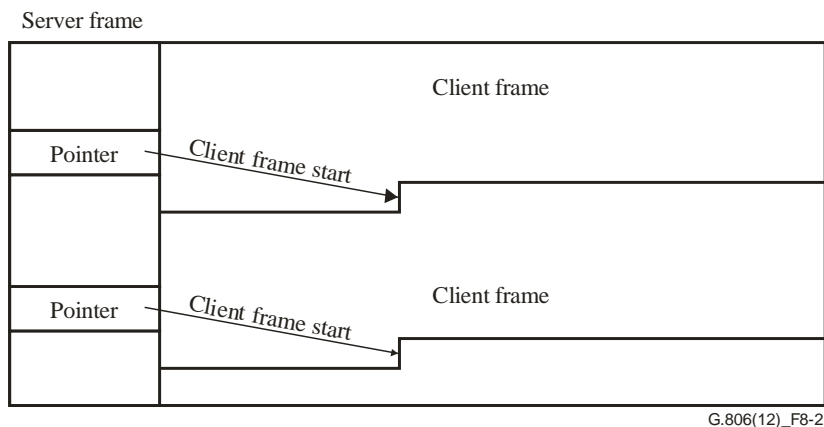 Server frame
Client frame
Pointer
Client frame start
Client frame
Pointer
Client frame start
G.806(12)_F8-2